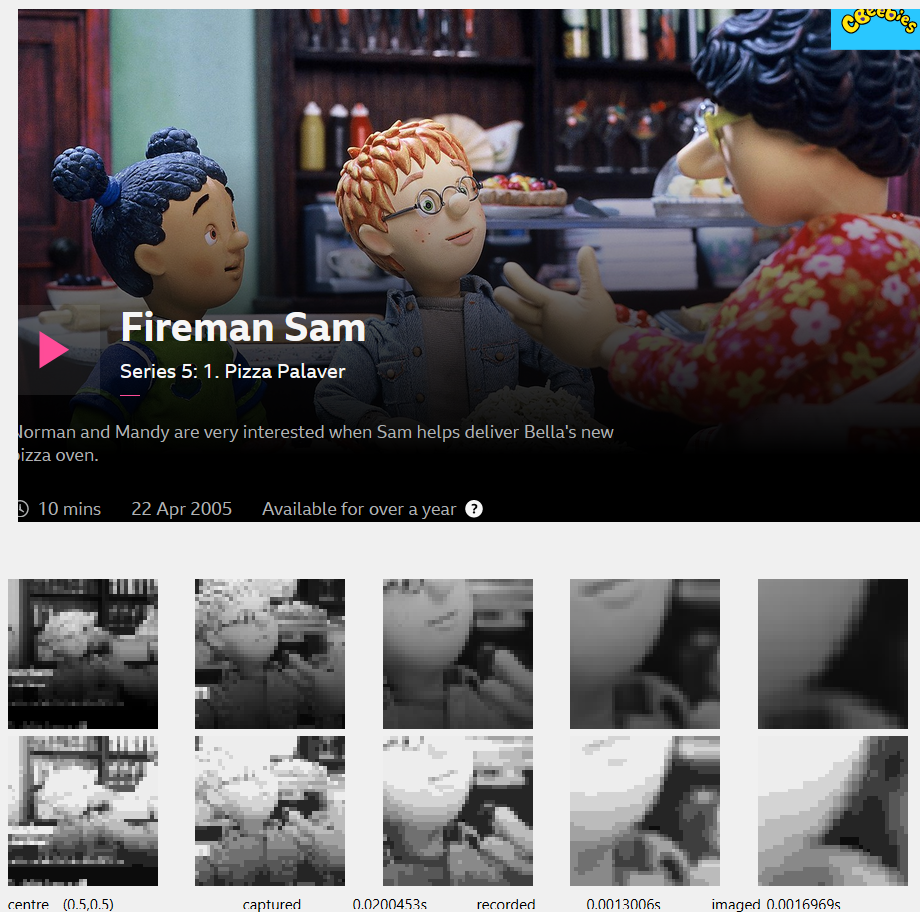 CBeebies
Fireman Sam
Series 5: 1. Pizza Palaver
Norman and Mandy are very interested when Sam helps deliver Bella's new
pizza oven.
10 mins 22 Apr 2005 Available for over a year ?
centre (0.5,0.5) captured 0.0200453s recorded 0.0013006s imaged 0.0016969s